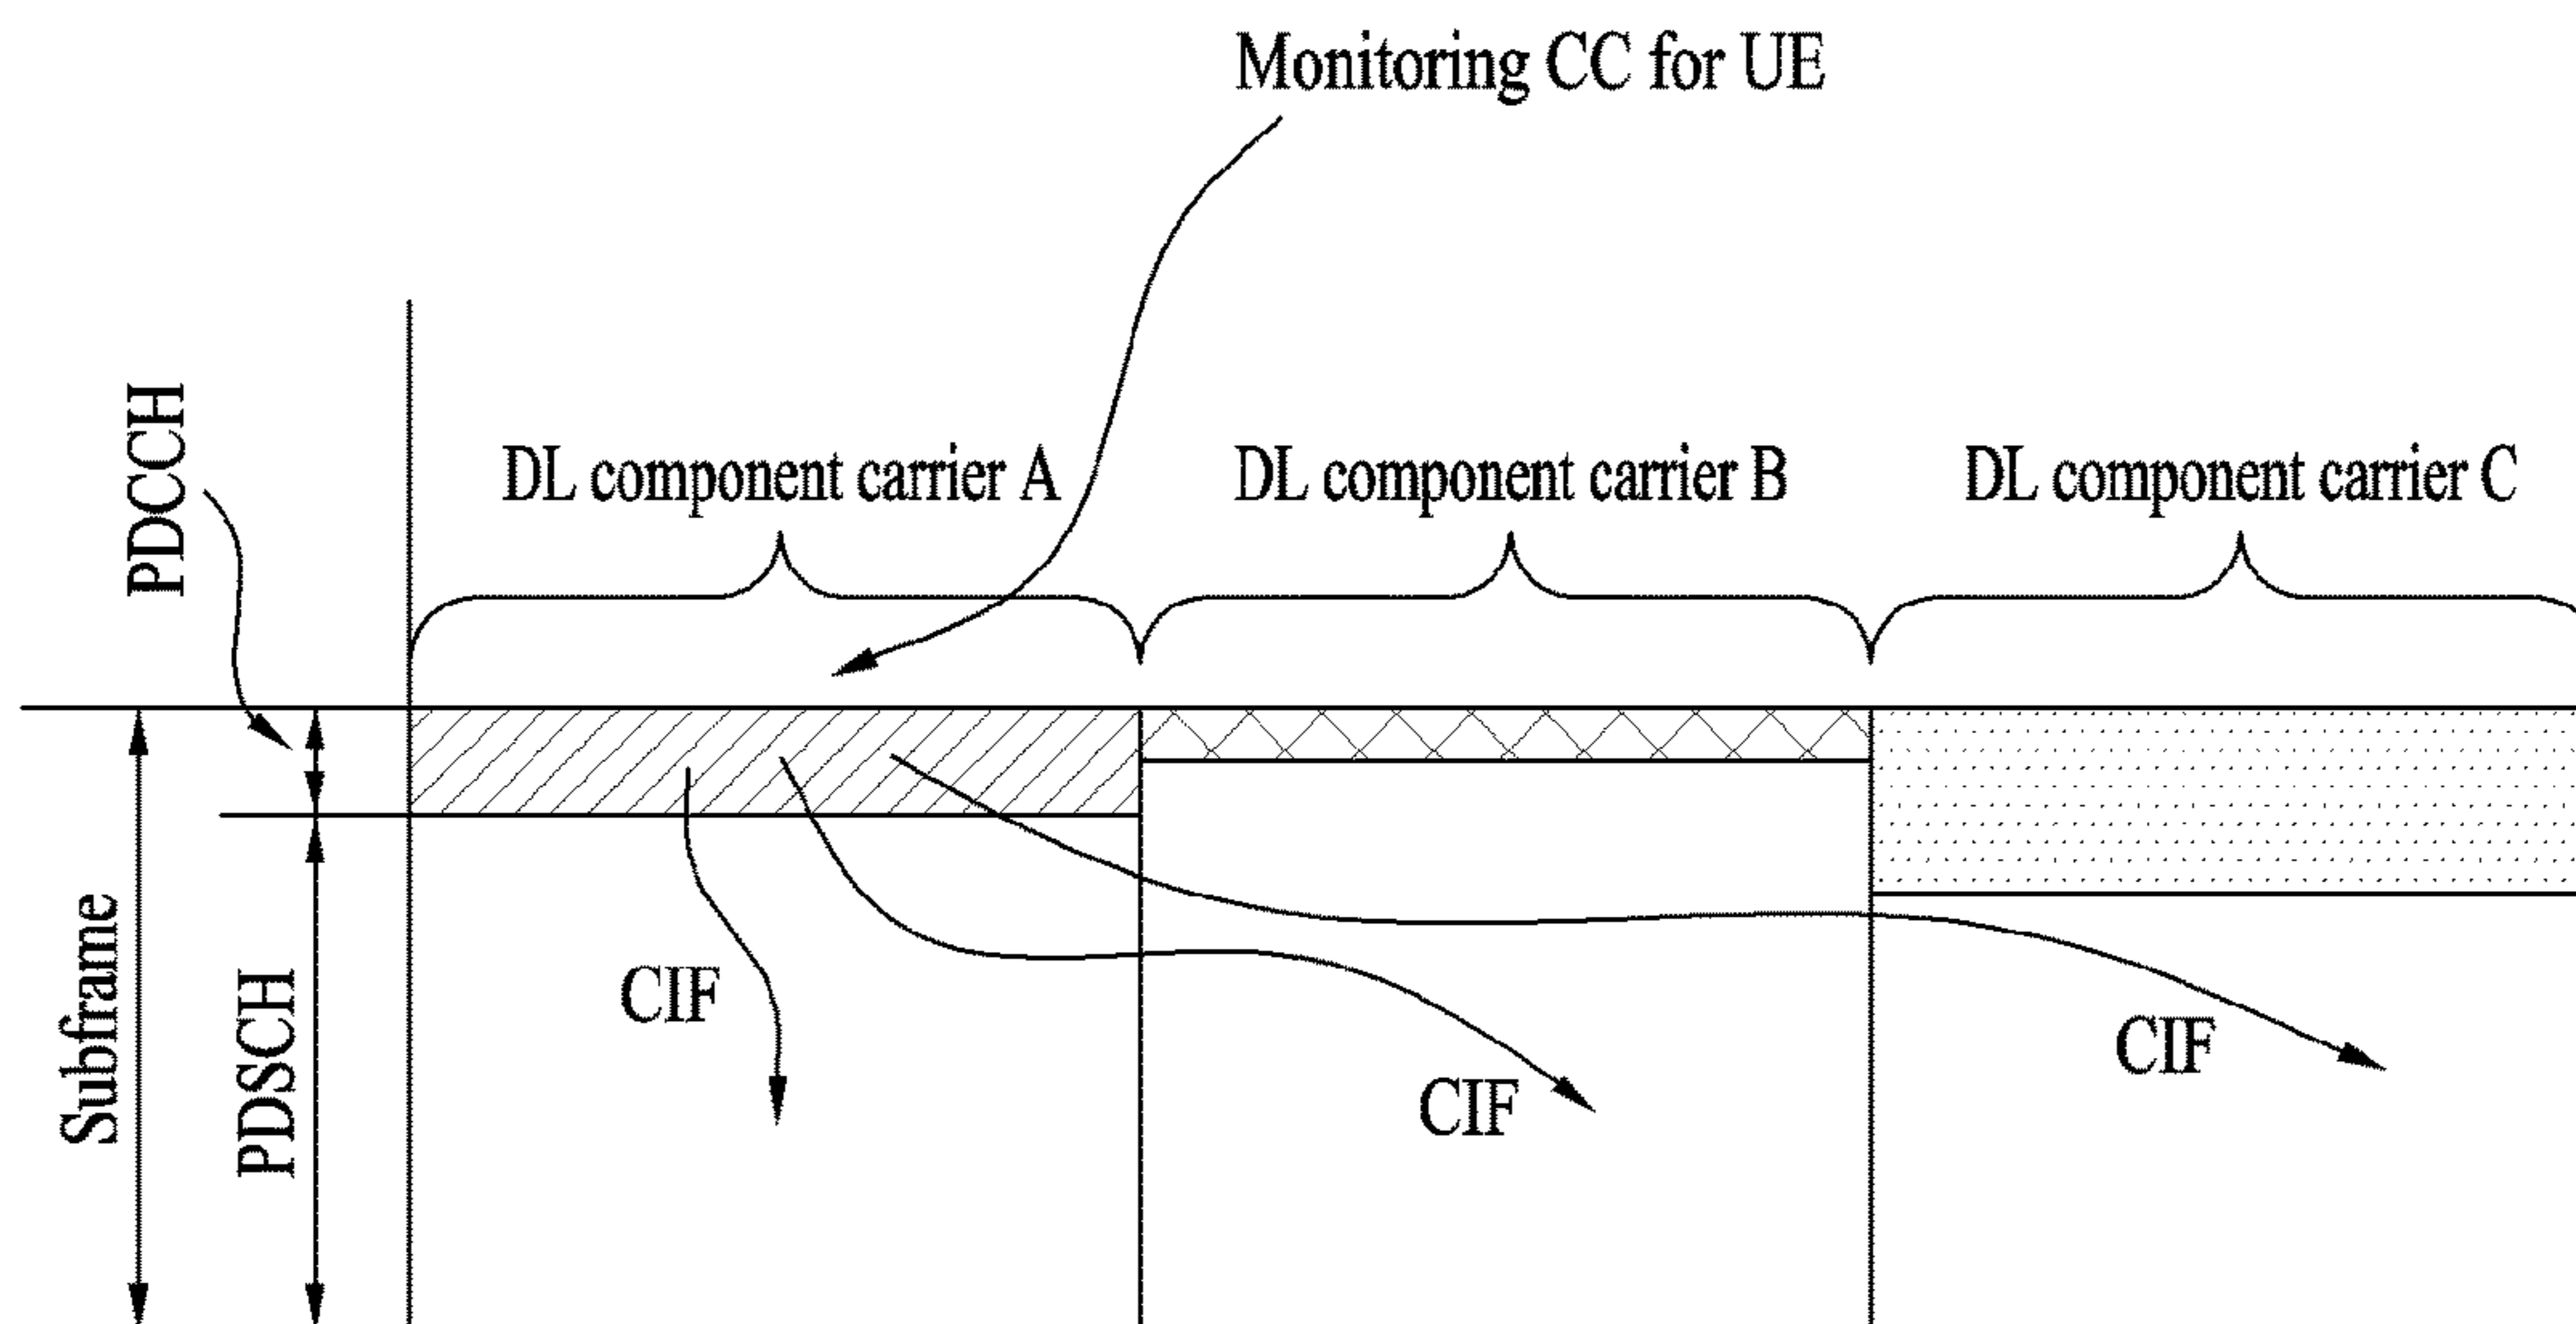 Monitoring CC for UE
PDCCH
DL component carrier A
DL component carrier B
DL component carrier C
Subframe
PDSCH
CIF
CIF
CIF